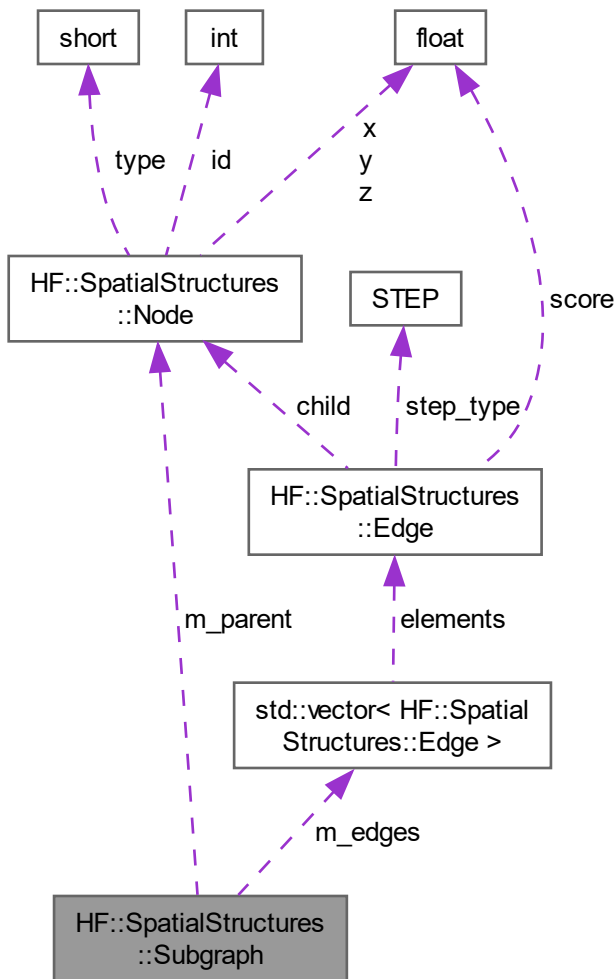 short
int
float
type
id
x
y
z
HF::SpatialStructures
::Node
STEP
score
child
step_type
HF::SpatialStructures
::Edge
m_parent
elements
std::vector< HF::Spatial
Structures::Edge >
m_edges
HF::SpatialStructures
::Subgraph